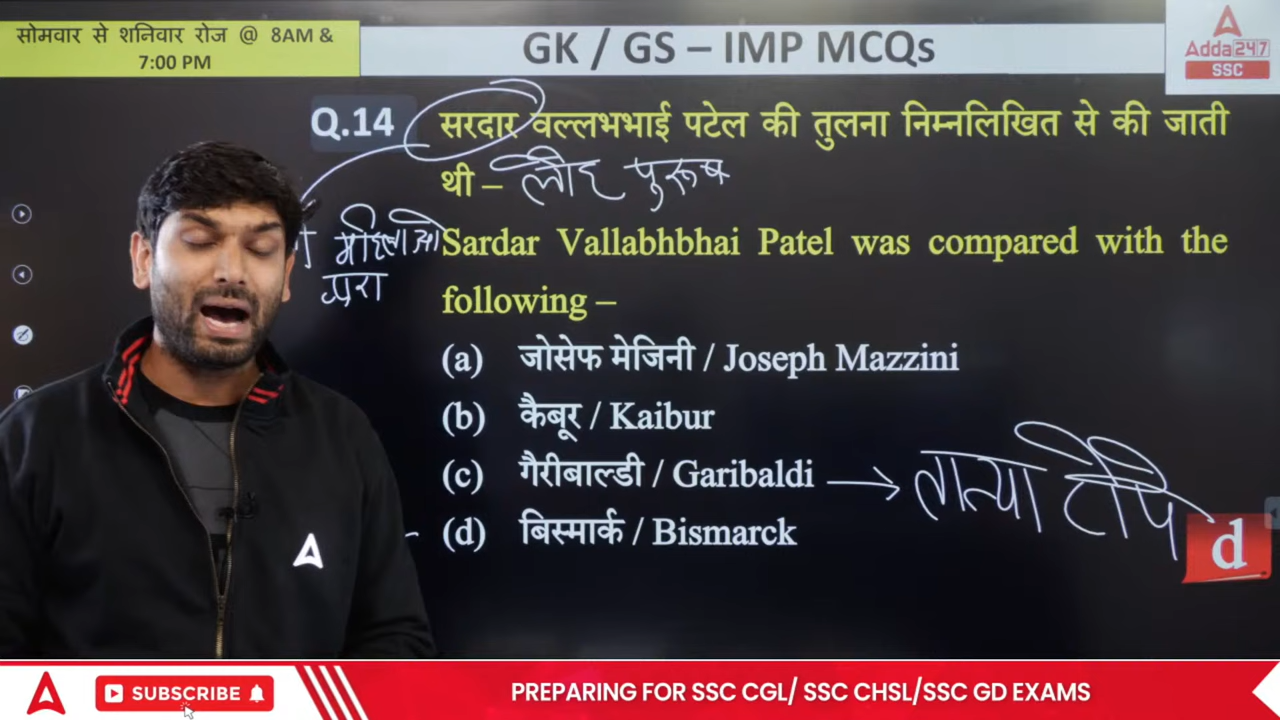 सोमवार से शनिवार रोज @ 8AM &
7:00 PM
GK / GS – IMP MCQs
Adda247
SSC
Q.14 सरदार वल्लभभाई पटेल की तुलना निम्नलिखित से की जाती
थी – लौह पुरूष
महिलाओ
Sardar Vallabhbhai Patel was compared with the
following –
(a) जोसेफ मेजिनी / Joseph Mazzini
(b) कैबूर / Kaibur
(c) गैरीबाल्डी / Garibaldi → तात्या टोपे
(d) बिस्मार्क / Bismarck
d
SUBSCRIBE
PREPARING FOR SSC CGL/ SSC CHSL/SSC GD EXAMS